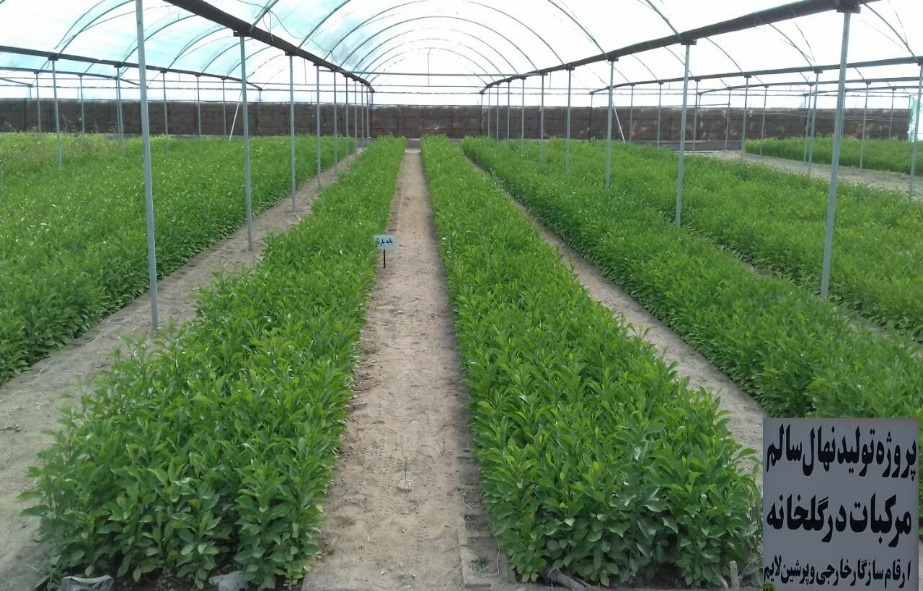 پروژه تولید نهال سالم
مرکبات در گلخانه
ارقام سازگار خارجی و پرشین لایم